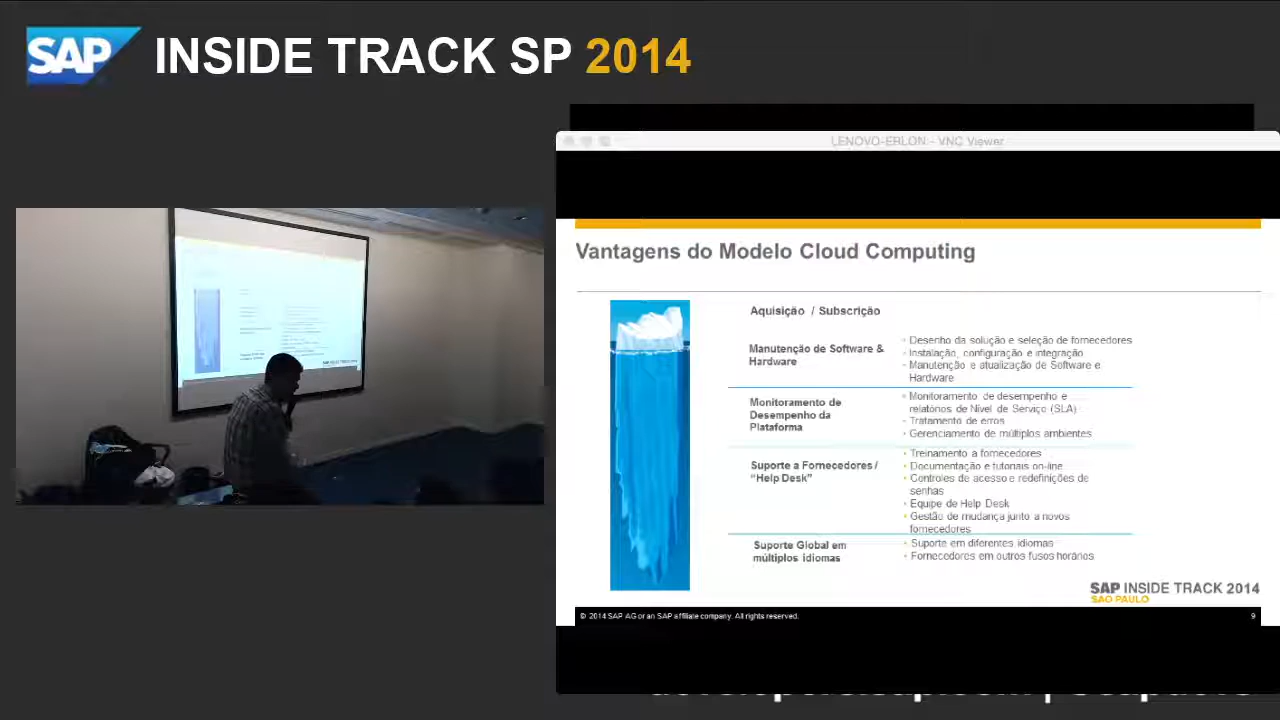 SAP INSIDE TRACK SP 2014
LENOVO-ERLON - VNC Viewer
Vantagens do Modelo Cloud Computing
Aquisição / Subscrição
Manutenção de Software &
Hardware
Desenho da solução e seleção de fornecedores
Instalação, configuração e integração
Manutenção e atualização de Software e
Hardware
Monitoramento de
Desempenho da
Plataforma
Monitoramento de desempenho e
relatórios de Nível de Serviço (SLA)
Tratamento de erros
Gerenciamento de múltiplos ambientes
Suporte a Fornecedores /
“Help Desk”
Treinamento a fornecedores
Documentação e tutoriais on-line
Controles de acesso e redefinições de
senhas
Equipe de Help Desk
Gestão de mudança junto a novos
fornecedores
Suporte Global em
múltiplos idiomas
Suporte em diferentes idiomas
Fornecedores em outros fusos horários
SAP INSIDE TRACK 2014
SÃO PAULO
© 2014 SAP AG or an SAP affiliate company. All rights reserved.
9